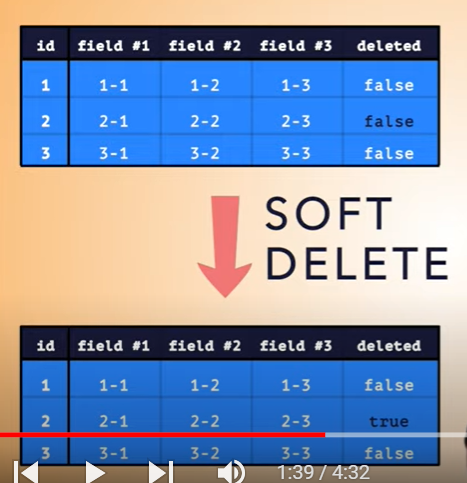 id field #1 field #2 field #3 deleted
1 1-1 1-2 1-3 false
2 2-1 2-2 2-3 false
3 3-1 3-2 3-3 false
SOFT
DELETE
id field #1 field #2 field #3 deleted
1 1-1 1-2 1-3 false
2 2-1 2-2 2-3 true
3 3-1 3-2 3-3 false
1:39 / 4:32